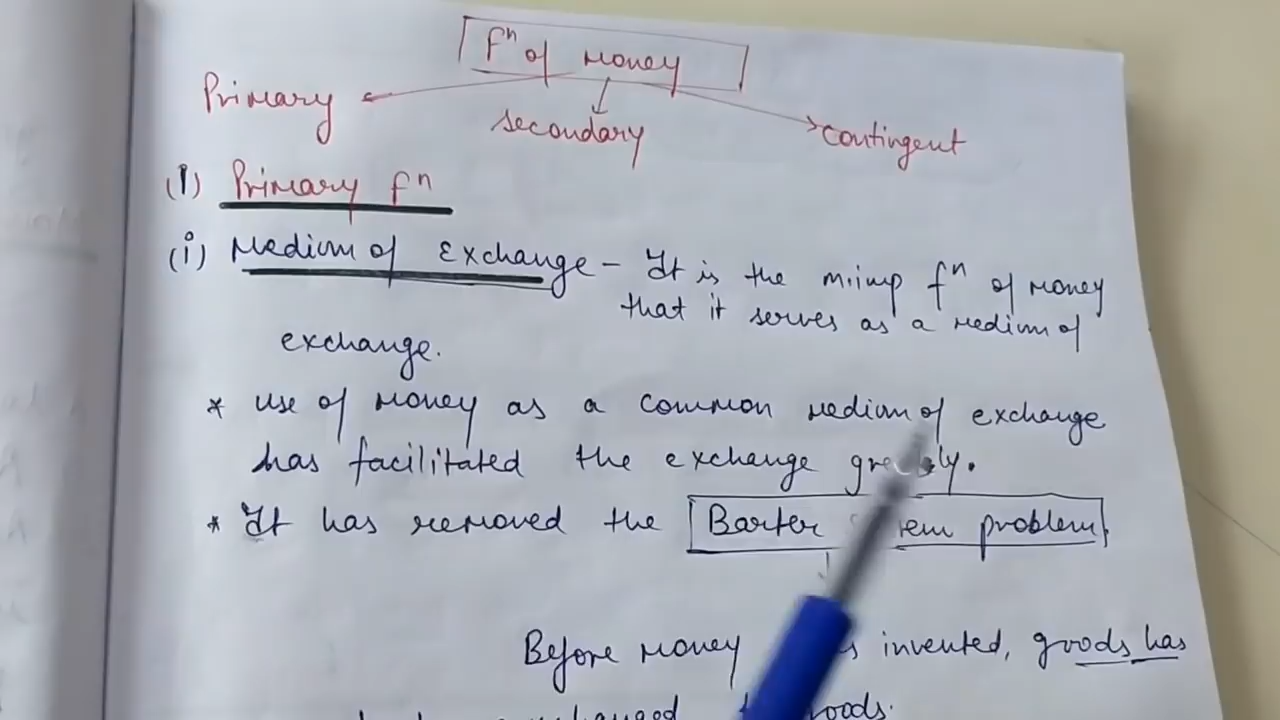 Fⁿ of Money
Primary
secondary
contingent
(1) Primary fⁿ
(i) Medium of Exchange - It is the m.imp fⁿ of money
that it serves as a medium of
exchange.
* use of money as a common medium of exchange
has facilitated the exchange
* It has removed the Barter problem
Before money invented, goods has
goods.